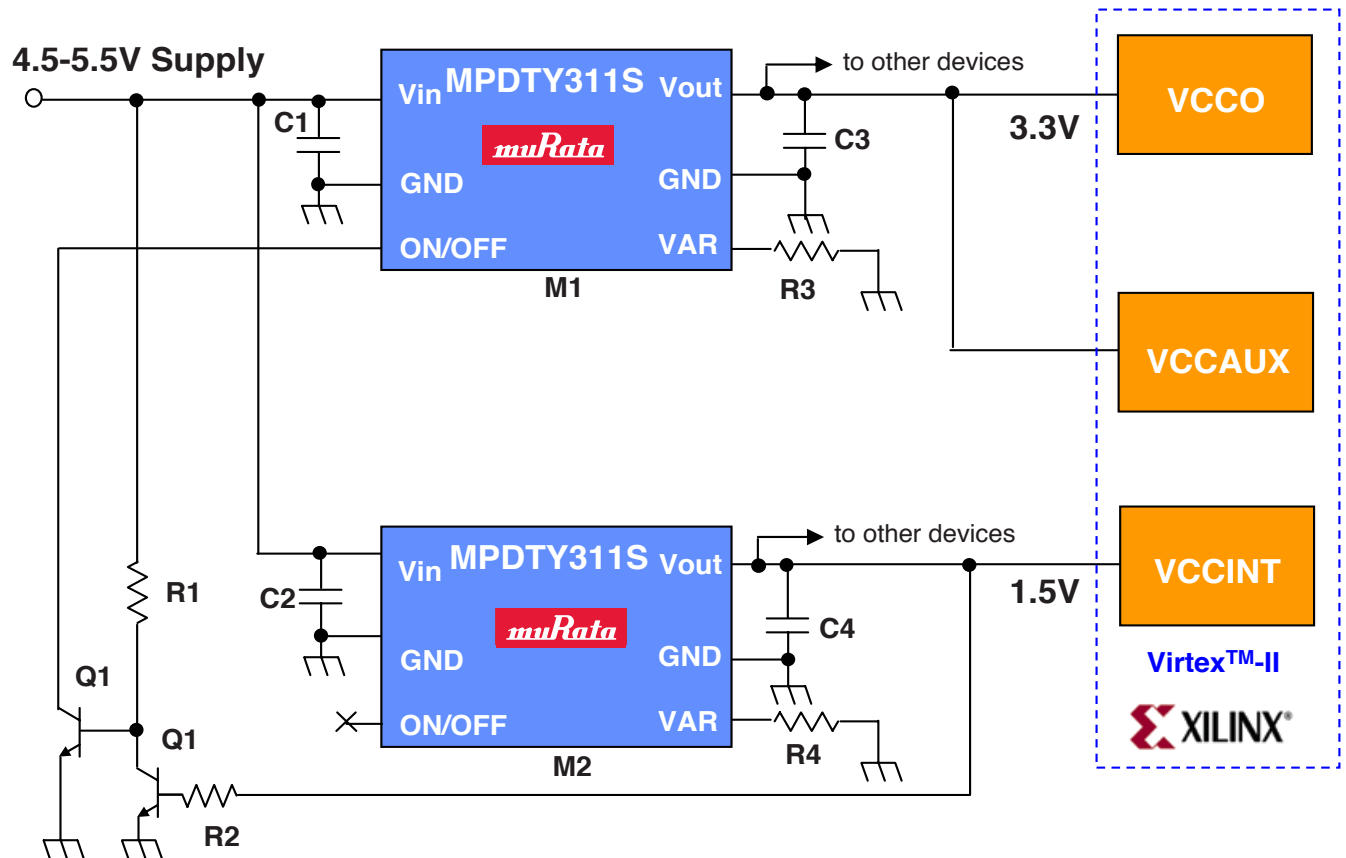 4.5-5.5V Supply
C1
Vin MPDTY311S Vout
muRata
GND
GND
ON/OFF
VAR
M1
to other devices
C3
R3
3.3V
VCCO
VCCAUX
R1
C2
Vin MPDTY311S Vout
muRata
GND
GND
ON/OFF
VAR
M2
to other devices
C4
R4
1.5V
VCCINT
Virtex™-II
XILINX®
Q1
Q1
R2